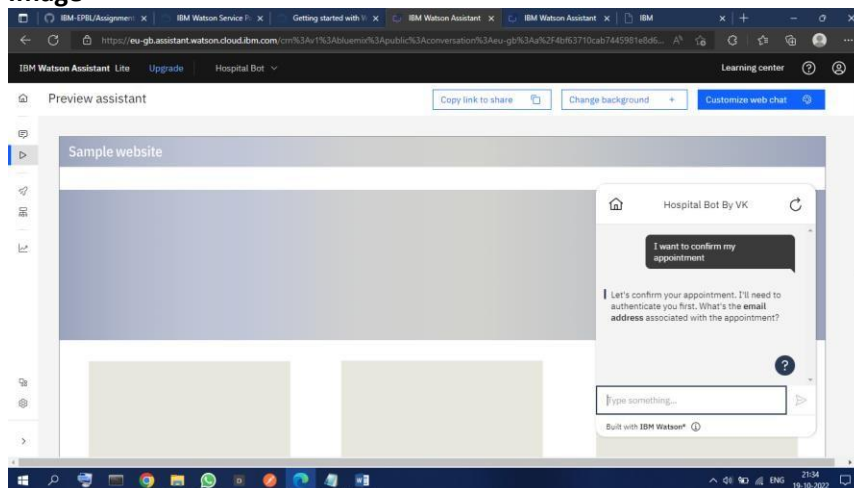 Image
IBM-EPBL/Assignment
IBM Watson Service
Getting started with
IBM Watson Assistant
IBM Watson Assistant
IBM
https://eu-gb.assistant.watson.cloud.ibm.com/
IBM Watson Assistant Lite Upgrade Hospital Bot Learning center
Preview assistant
Copy link to share
Change background +
Customize web chat
Sample website
Hospital Bot By VK
I want to confirm my
appointment
Let's confirm your appointment. I'll need to
authenticate you first. What's the email
address associated with the appointment?
?
Type something...
Built with IBM Watson®
ENG
21:34
19-10-2022